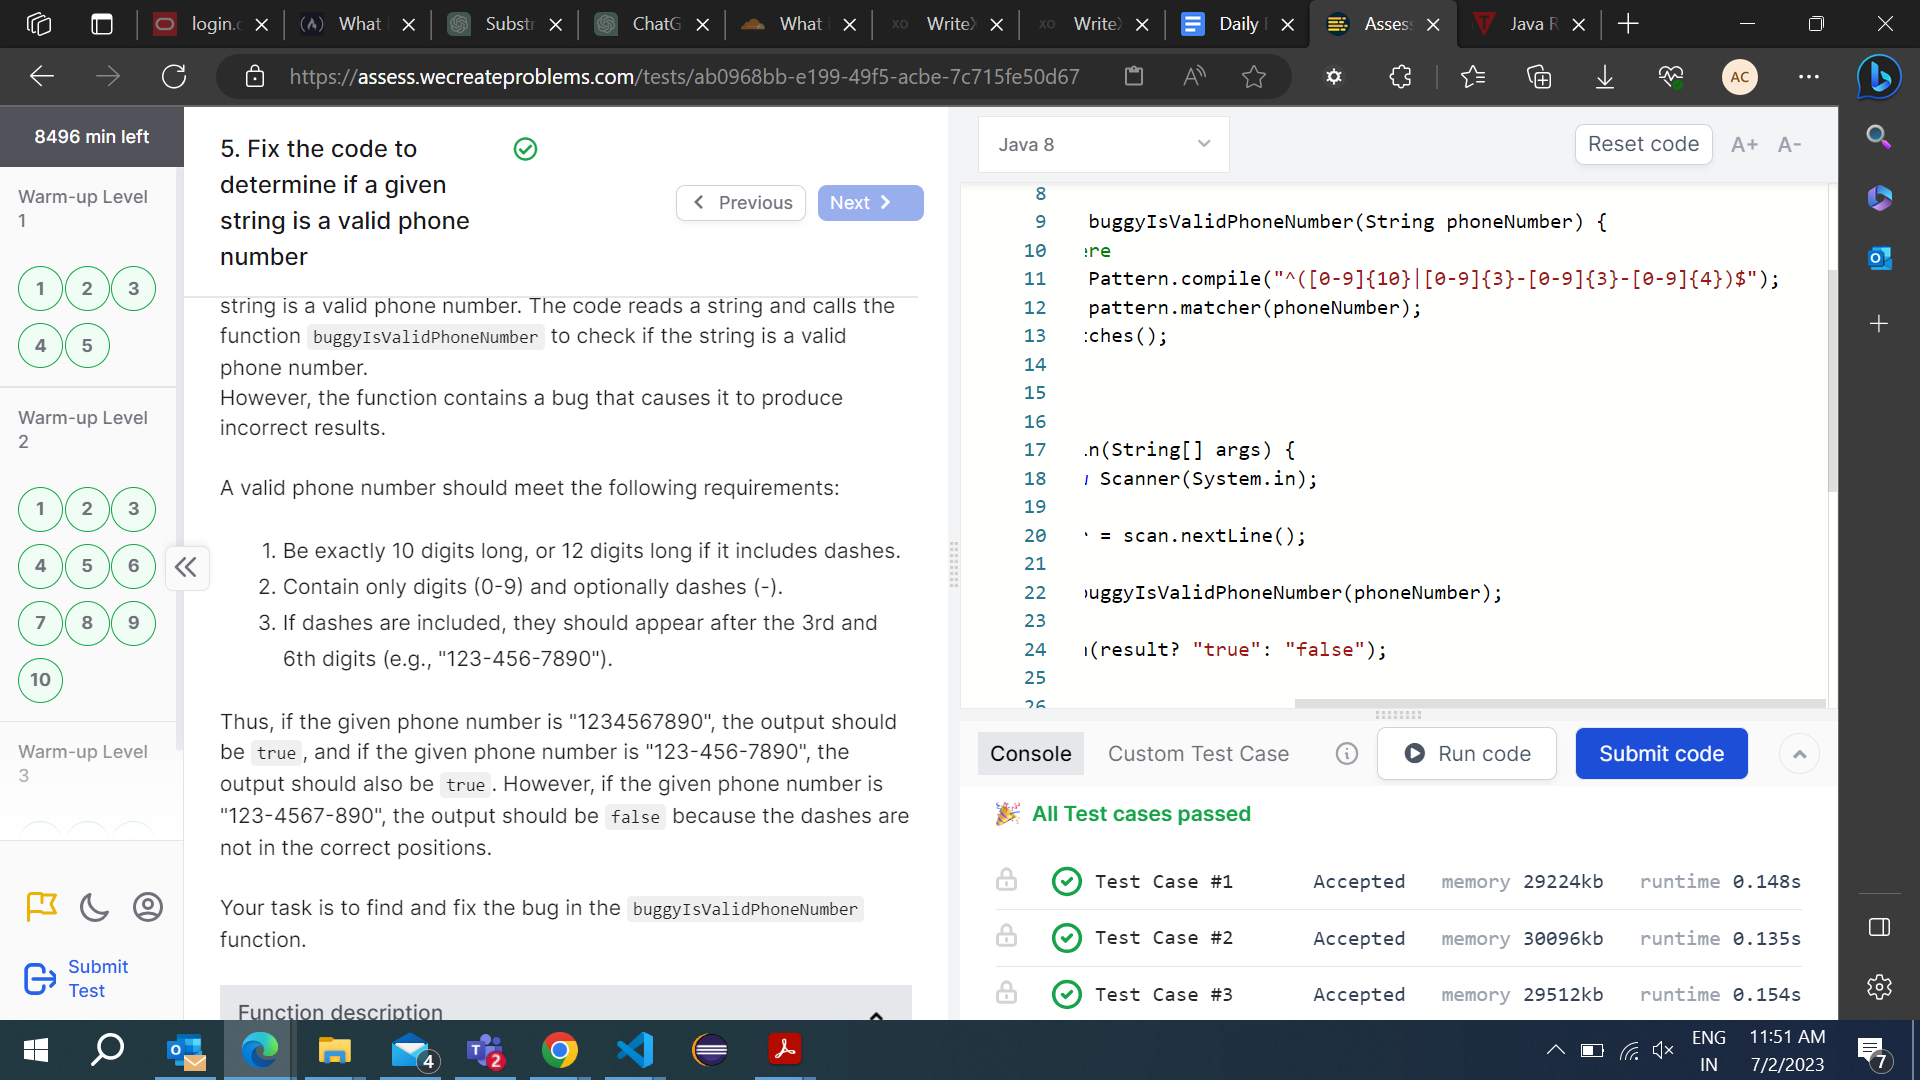 login.c
What
Substr
ChatG
What i
WriteX
WriteX
Daily E
Assess
Java R
https://assess.wecreateproblems.com/tests/ab0968bb-e199-49f5-acbe-7c715fe50d67
AC
8496 min left
Warm-up Level
1
1 2 3
4 5
Warm-up Level
2
1 2 3
4 5 6
7 8 9
10
Warm-up Level
3
Submit
Test
5. Fix the code to
determine if a given
string is a valid phone
number
Previous
Next
string is a valid phone number. The code reads a string and calls the
function buggyIsValidPhoneNumber to check if the string is a valid
phone number.
However, the function contains a bug that causes it to produce
incorrect results.
A valid phone number should meet the following requirements:
1. Be exactly 10 digits long, or 12 digits long if it includes dashes.
2. Contain only digits (0-9) and optionally dashes (-).
3. If dashes are included, they should appear after the 3rd and
6th digits (e.g., "123-456-7890").
Thus, if the given phone number is "1234567890", the output should
be true, and if the given phone number is "123-456-7890", the
output should also be true. However, if the given phone number is
"123-4567-890", the output should be false because the dashes are
not in the correct positions.
Your task is to find and fix the bug in the buggyIsValidPhoneNumber
function.
Function description
Java 8
Reset code
A+ A-
8
9 buggyIsValidPhoneNumber(String phoneNumber) {
10 ere
11 Pattern.compile("^([0-9]{10}|[0-9]{3}-[0-9]{3}-[0-9]{4})$");
12 pattern.matcher(phoneNumber);
13 ches();
14
15
16
17 n(String[] args) {
18 Scanner(System.in);
19
20 = scan.nextLine();
21
22 buggyIsValidPhoneNumber(phoneNumber);
23
24 (result? "true": "false");
25
26
Console
Custom Test Case
Run code
Submit code
All Test cases passed
Test Case #1 Accepted memory 29224kb runtime 0.148s
Test Case #2 Accepted memory 30096kb runtime 0.135s
Test Case #3 Accepted memory 29512kb runtime 0.154s
4
2
ENG
IN
11:51 AM
7/2/2023
7